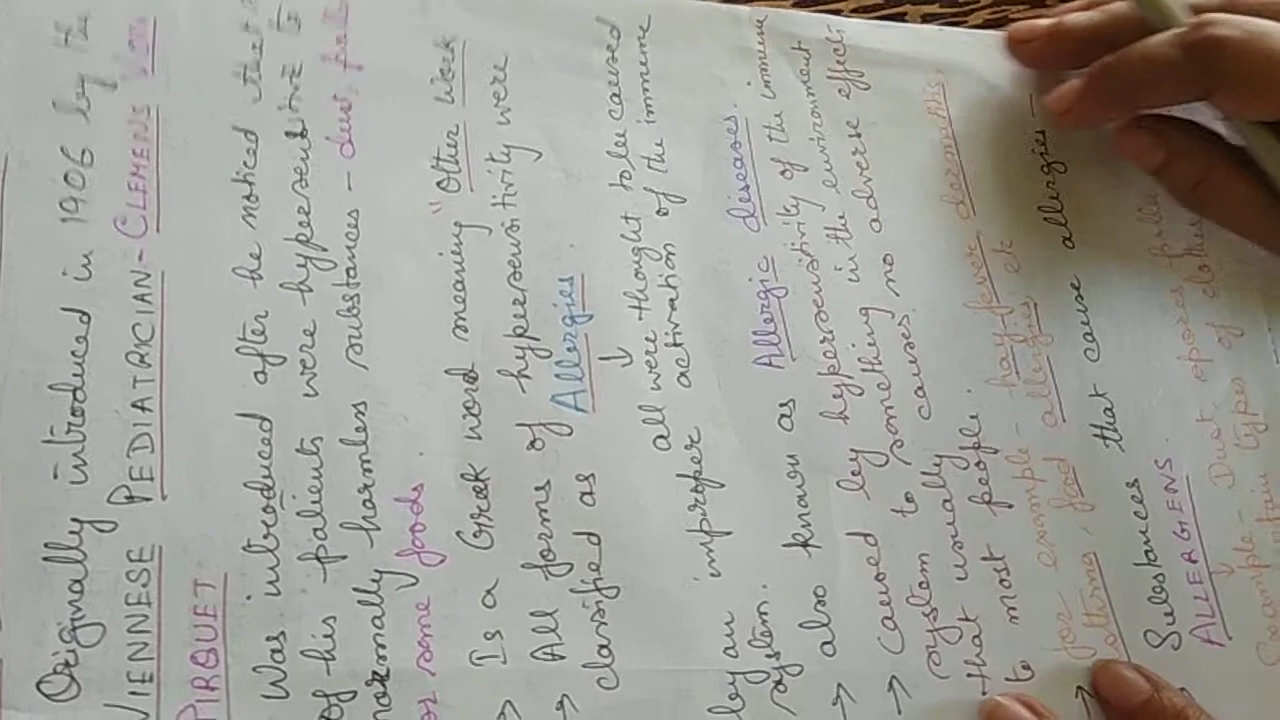 Originally introduced in 1906 by the
VIENNESE PEDIATRICIAN - CLEMENS Von
PIRQUET
Was introduced after he noticed that
of his patients were hypersensitive to
normally harmless substances - dust,
or some foods.
→ Is a Greek word meaning "Other Work
→ All forms of hypersensitivity were
classified as Allergies.
↓
all were thought to be caused
by an improper activation of the immune
system.
→ also known as Allergic diseases.
→ Caused by hypersensitivity of the immune
system to something in the environment
that usually causes no adverse effect
to most people.
for example - hay fever, dermatitis,
asthma, food allergies etc
→ Substances that cause allergies -
ALLERGENS
↓
Example - Dust spores
certain types of